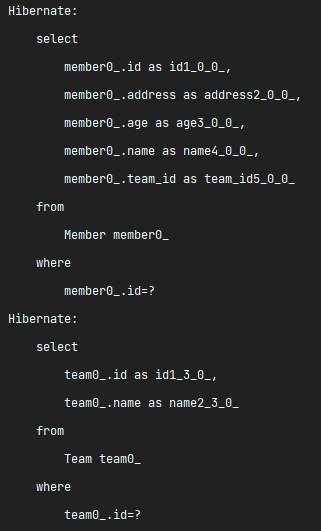 Hibernate:
    select
        member0_.id as id1_0_0_,
        member0_.address as address2_0_0_,
        member0_.age as age3_0_0_,
        member0_.name as name4_0_0_,
        member0_.team_id as team_id5_0_0_
    from
        Member member0_
    where
        member0_.id=?
Hibernate:
    select
        team0_.id as id1_3_0_,
        team0_.name as name2_3_0_
    from
        Team team0_
    where
        team0_.id=?